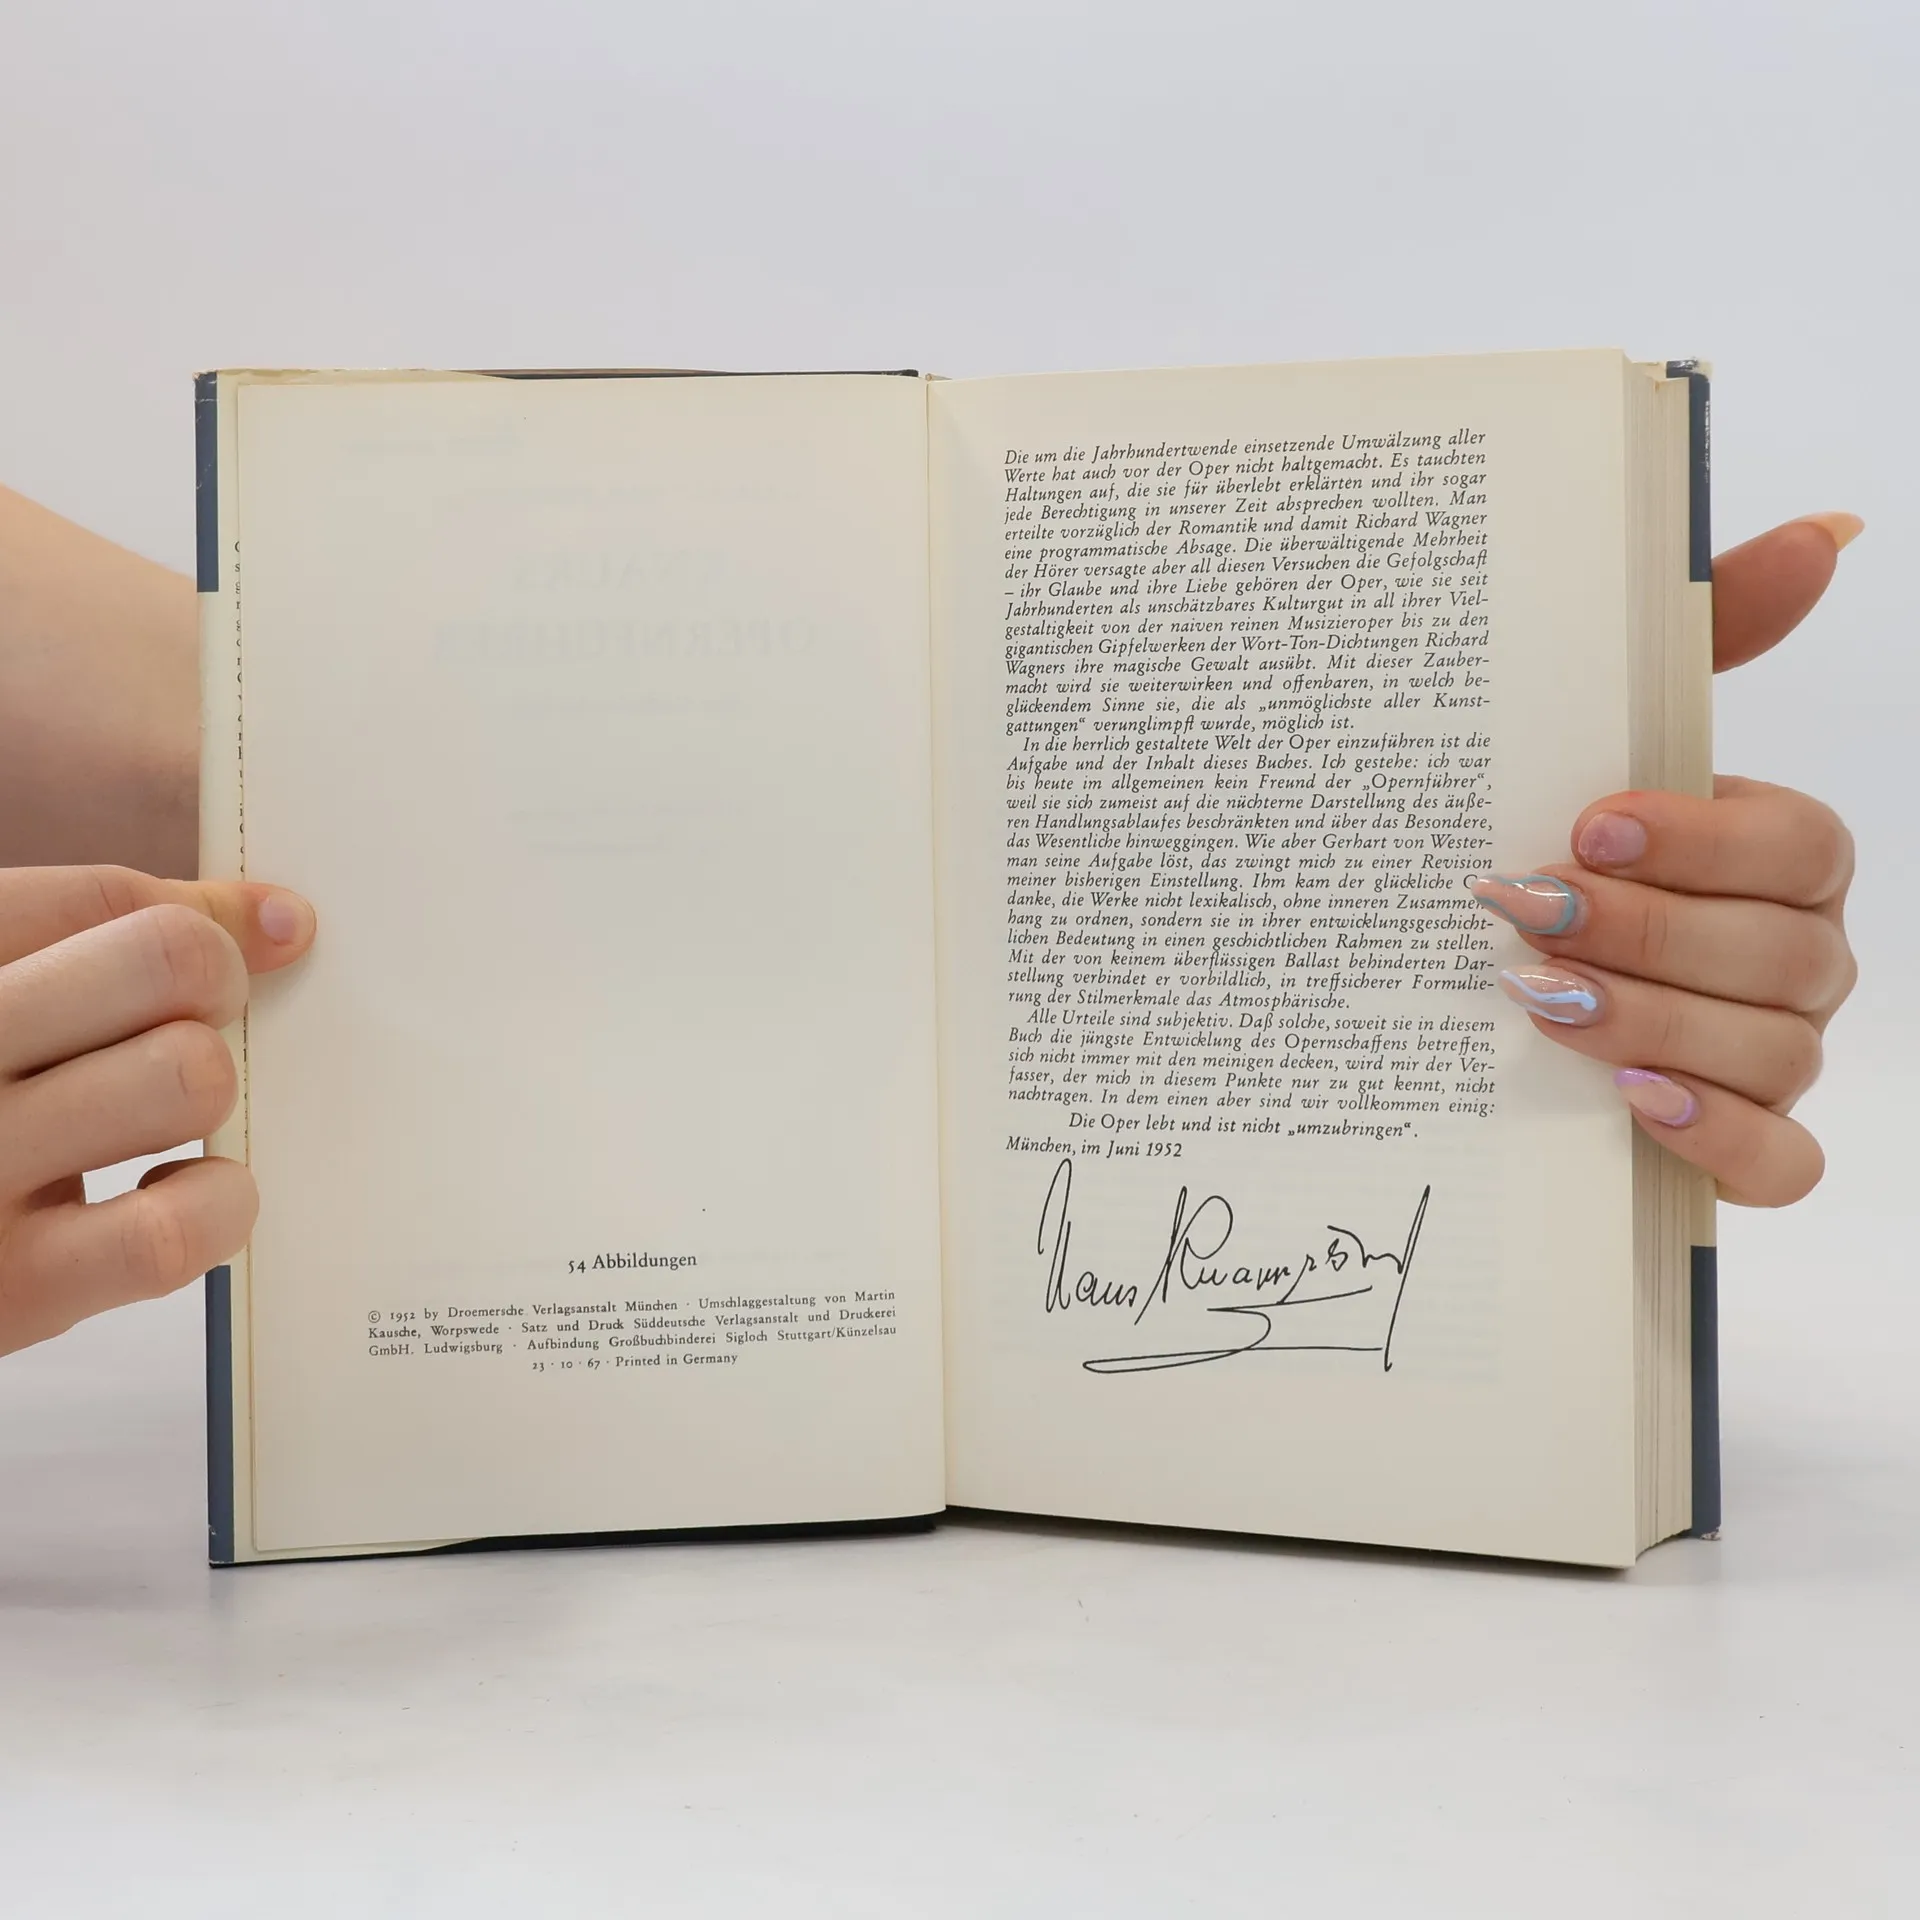 54 Abbildungen
© 1952 by Droemersche Verlagsanstalt München · Umschlaggestaltung von Martin
Kausche, Worpswede · Satz und Druck Süddeutsche Verlagsanstalt und Druckerei
GmbH. Ludwigsburg · Aufbindung Großbuchbinderei Sigloch Stuttgart/Künzelsau
23 · 10 · 67 · Printed in Germany
Die um die Jahrhundertwende einsetzende Umwälzung aller
Werte hat auch vor der Oper nicht haltgemacht. Es tauchten
Haltungen auf, die sie für überlebt erklärten und ihr sogar
jede Berechtigung in unserer Zeit absprechen wollten. Man
erteilte vorzüglich der Romantik und damit Richard Wagner
eine programmatische Absage. Die überwältigende Mehrheit
der Hörer versagte aber all diesen Versuchen die Gefolgschaft
– ihr Glaube und ihre Liebe gehören der Oper, wie sie seit
Jahrhunderten als unschätzbares Kulturgut in all ihrer Viel-
gestaltigkeit von der naiven reinen Musizieroper bis zu den
gigantischen Gipfelwerken der Wort-Ton-Dichtungen Richard
Wagners ihre magische Gewalt ausübt. Mit dieser Zauber-
macht wird sie weiterwirken und offenbaren, in welch be-
glückendem Sinne sie, die als „unmöglichste aller Kunst-
gattungen“ verunglimpft wurde, möglich ist.
In die herrlich gestaltete Welt der Oper einzuführen ist die
Aufgabe und der Inhalt dieses Buches. Ich gestehe: ich war
bis heute im allgemeinen kein Freund der „Opernführer“,
weil sie sich zumeist auf die nüchterne Darstellung des äuße-
ren Handlungsablaufes beschränkten und über das Besondere,
das Wesentliche hinweggingen. Wie aber Gerhart von Wester-
man seine Aufgabe löst, das zwingt mich zu einer Revision
meiner bisherigen Einstellung. Ihm kam der glückliche
danke, die Werke nicht lexikalisch, ohne inneren Zusammen-
hang zu ordnen, sondern sie in ihrer entwicklungsgeschicht-
lichen Bedeutung in einen geschichtlichen Rahmen zu stellen.
Mit der von keinem überflüssigen Ballast behinderten Dar-
stellung verbindet er vorbildlich, in treffsicherer Formulie-
rung der Stilmerkmale das Atmosphärische.
Alle Urteile sind subjektiv. Daß solche, soweit sie in diesem
Buch die jüngste Entwicklung des Opernschaffens betreffen,
sich nicht immer mit den meinigen decken, wird mir der Ver-
fasser, der mich in diesem Punkte nur zu gut kennt, nicht
nachtragen. In dem einen aber sind wir vollkommen einig:
Die Oper lebt und ist nicht „umzubringen“.
München, im Juni 1952
Hans Knappertsbusch